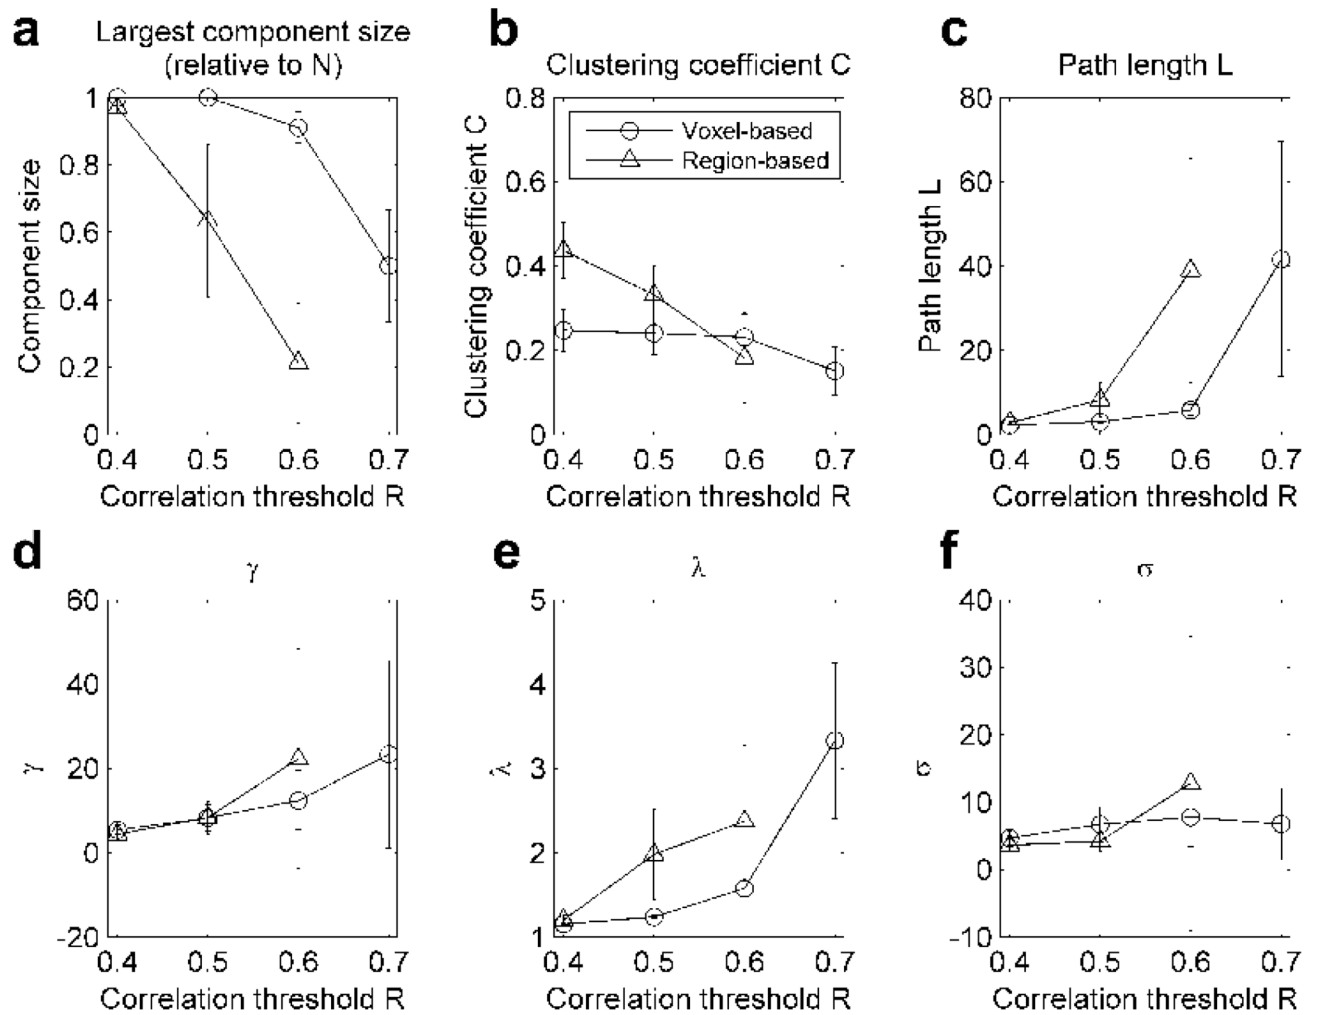 a
Largest component size
(relative to N)
Component size
1
0.8
0.6
0.4
0.2
0
0.4 0.5 0.6 0.7
Correlation threshold R
b
Clustering coefficient C
Clustering coefficient C
0.8
0.6
0.4
0.2
0
Voxel-based
Region-based
0.4 0.5 0.6 0.7
Correlation threshold R
c
Path length L
Path length L
80
60
40
20
0
0.4 0.5 0.6 0.7
Correlation threshold R
d
γ
γ
60
40
20
0
-20
0.4 0.5 0.6 0.7
Correlation threshold R
e
λ
λ
5
4
3
2
1
0.4 0.5 0.6 0.7
Correlation threshold R
f
σ
σ
40
30
20
10
0
-10
0.4 0.5 0.6 0.7
Correlation threshold R